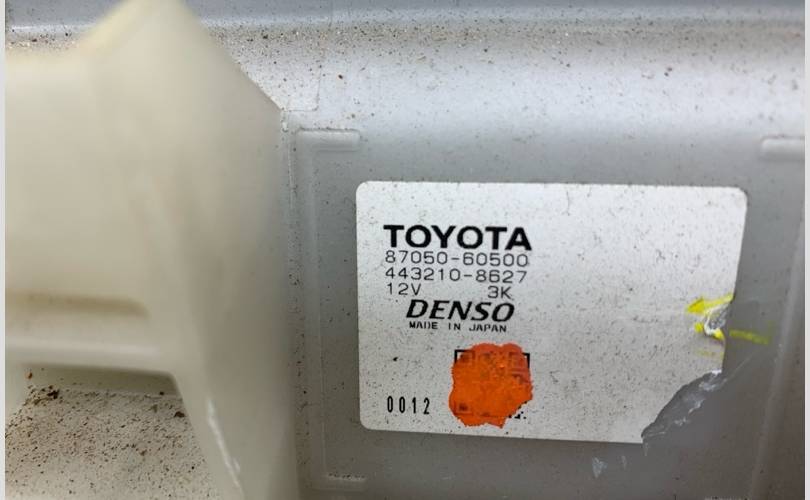 TOYOTA
87050-60500
443210-8627
12V 3K
DENSO
MADE IN JAPAN
0012